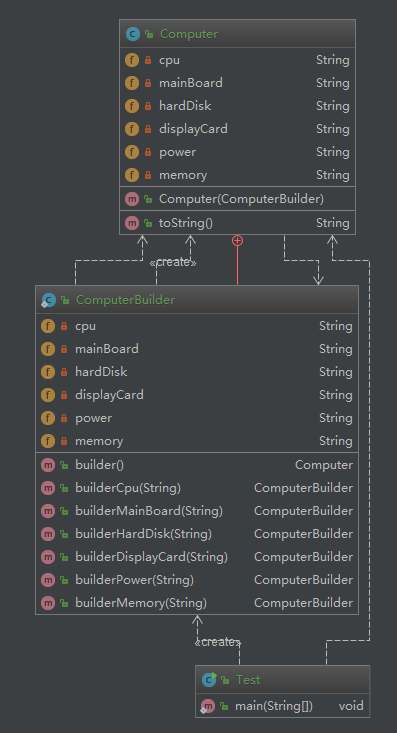 Computer
cpu String
mainBoard String
hardDisk String
displayCard String
power String
memory String
Computer(ComputerBuilder)
toString() String
«create»
ComputerBuilder
cpu String
mainBoard String
hardDisk String
displayCard String
power String
memory String
builder() Computer
builderCpu(String) ComputerBuilder
builderMainBoard(String) ComputerBuilder
builderHardDisk(String) ComputerBuilder
builderDisplayCard(String) ComputerBuilder
builderPower(String) ComputerBuilder
builderMemory(String) ComputerBuilder
«create»
Test
main(String[]) void